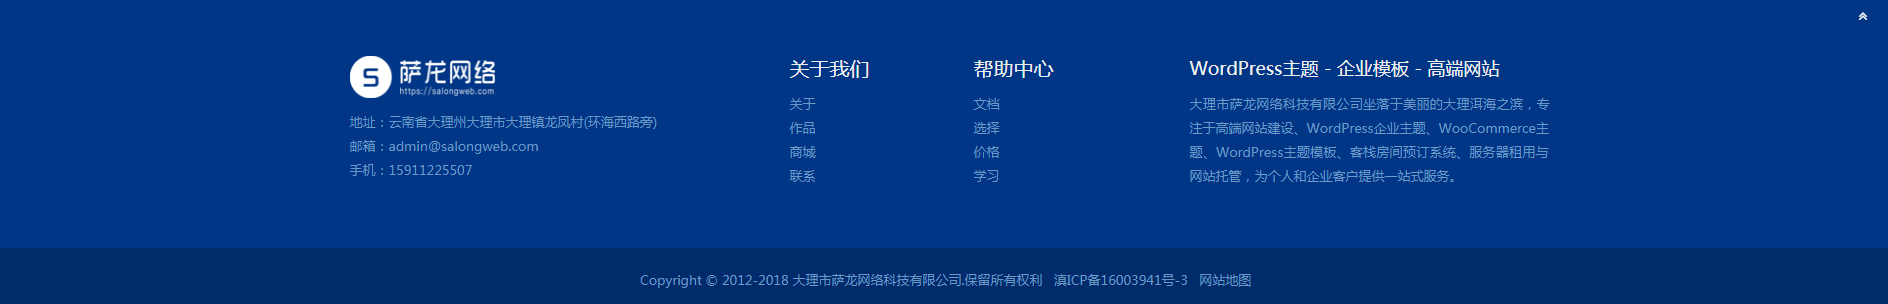 萨龙网络
https://salongweb.com
地址：云南省大理州大理市大理镇龙凤村(环海西路旁)
邮箱：admin@salongweb.com
手机：15911225507
关于我们
关于
作品
商城
联系
帮助中心
文档
选择
价格
学习
WordPress主题 - 企业模板 - 高端网站
大理市萨龙网络科技有限公司坐落于美丽的大理洱海之滨，专
注于高端网站建设、WordPress企业主题、WooCommerce主
题、WordPress主题模板、客栈房间预订系统、服务器租用与
网站托管，为个人和企业客户提供一站式服务。
Copyright © 2012-2018 大理市萨龙网络科技有限公司.保留所有权利 滇ICP备16003941号-3 网站地图